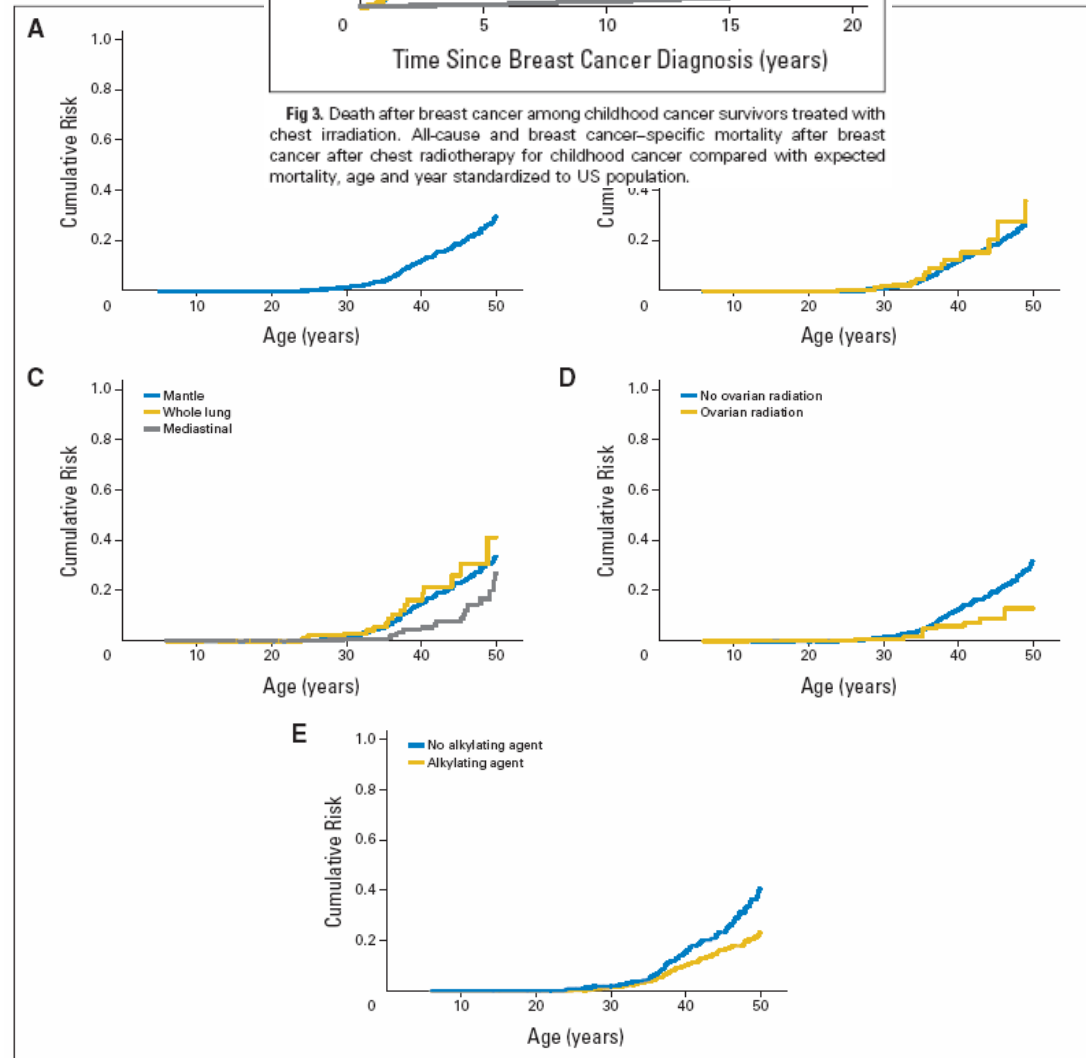 0 5 10 15 20
Time Since Breast Cancer Diagnosis (years)
Fig 3. Death after breast cancer among childhood cancer survivors treated with
chest irradiation. All-cause and breast cancer–specific mortality after breast
cancer after chest radiotherapy for childhood cancer compared with expected
mortality, age and year standardized to US population.
A
1.0
0.8
0.6
0.4
0.2
0 10 20 30 40 50
Cumulative Risk
Age (years)
0.4
0.2
0 10 20 30 40 50
Age (years)
C
1.0
0.8
0.6
0.4
0.2
0 10 20 30 40 50
Mantle
Whole lung
Mediastinal
Cumulative Risk
Age (years)
D
1.0
0.8
0.6
0.4
0.2
0 10 20 30 40 50
No ovarian radiation
Ovarian radiation
Cumulative Risk
Age (years)
E
1.0
0.8
0.6
0.4
0.2
0 10 20 30 40 50
No alkylating agent
Alkylating agent
Cumulative Risk
Age (years)